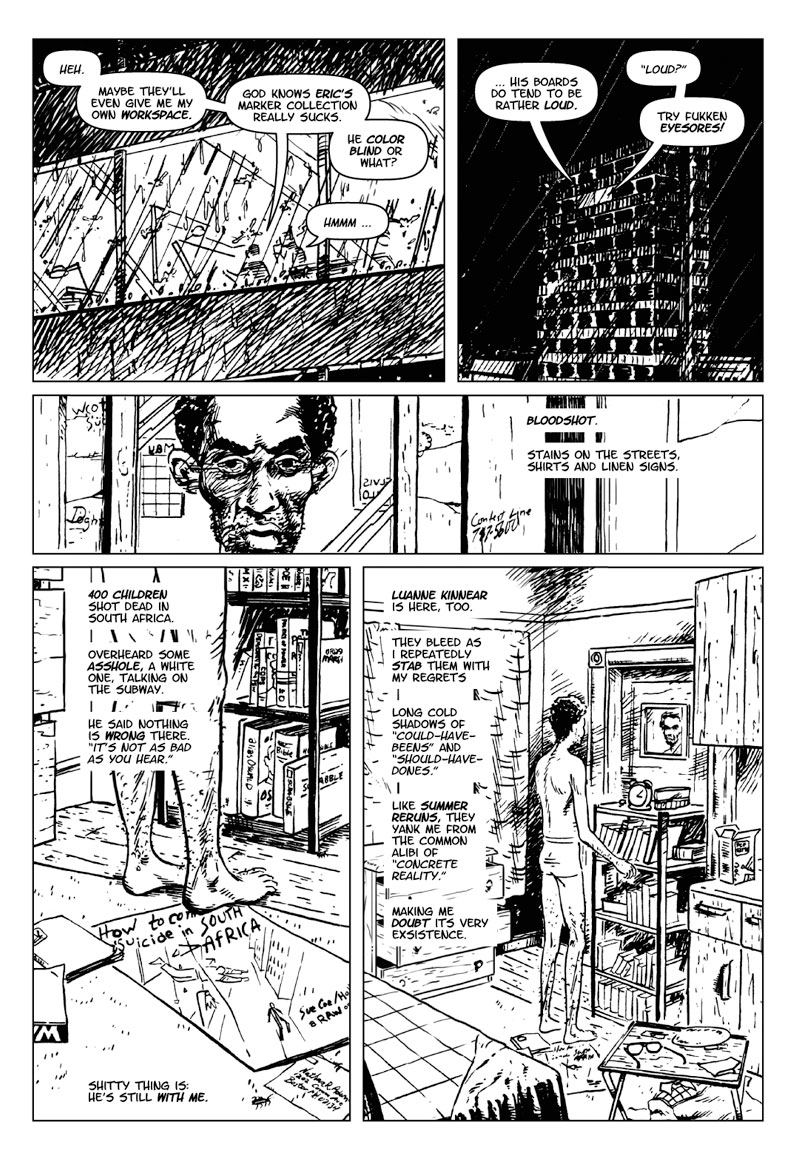 HEH.
MAYBE THEY'LL
EVEN GIVE ME MY
OWN WORKSPACE.
GOD KNOWS ERIC'S
MARKER COLLECTION
REALLY SUCKS.
HE COLOR
BLIND OR
WHAT?
HMMM ...
... HIS BOARDS
DO TEND TO BE
RATHER LOUD.
"LOUD?"
TRY FUKKEN
EYESORES!
UBM
Contest Line
BLOODSHOT.
STAINS ON THE STREETS,
SHIRTS AND LINEN SIGNS.
400 CHILDREN
SHOT DEAD IN
SOUTH AFRICA.
OVERHEARD SOME
ASSHOLE, A WHITE
ONE, TALKING ON
THE SUBWAY.
HE SAID NOTHING
IS WRONG THERE.
"IT'S NOT AS BAD
AS YOU HEAR."
How to com
suicide in SOUTH
AFRICA
Sue Coe/Ho
SHITTY THING IS:
HE'S STILL WITH ME.
LUANNE KINNEAR
IS HERE, TOO.
THEY BLEED AS
I REPEATEDLY
STAB THEM WITH
MY REGRETS
LONG COLD
SHADOWS OF
"COULD-HAVE-
BEENS" AND
"SHOULD-HAVE-
DONES."
LIKE SUMMER
RERUNS, THEY
YANK ME FROM
THE COMMON
ALIBI OF
"CONCRETE
REALITY."
MAKING ME
DOUBT ITS VERY
EXSISTENCE.